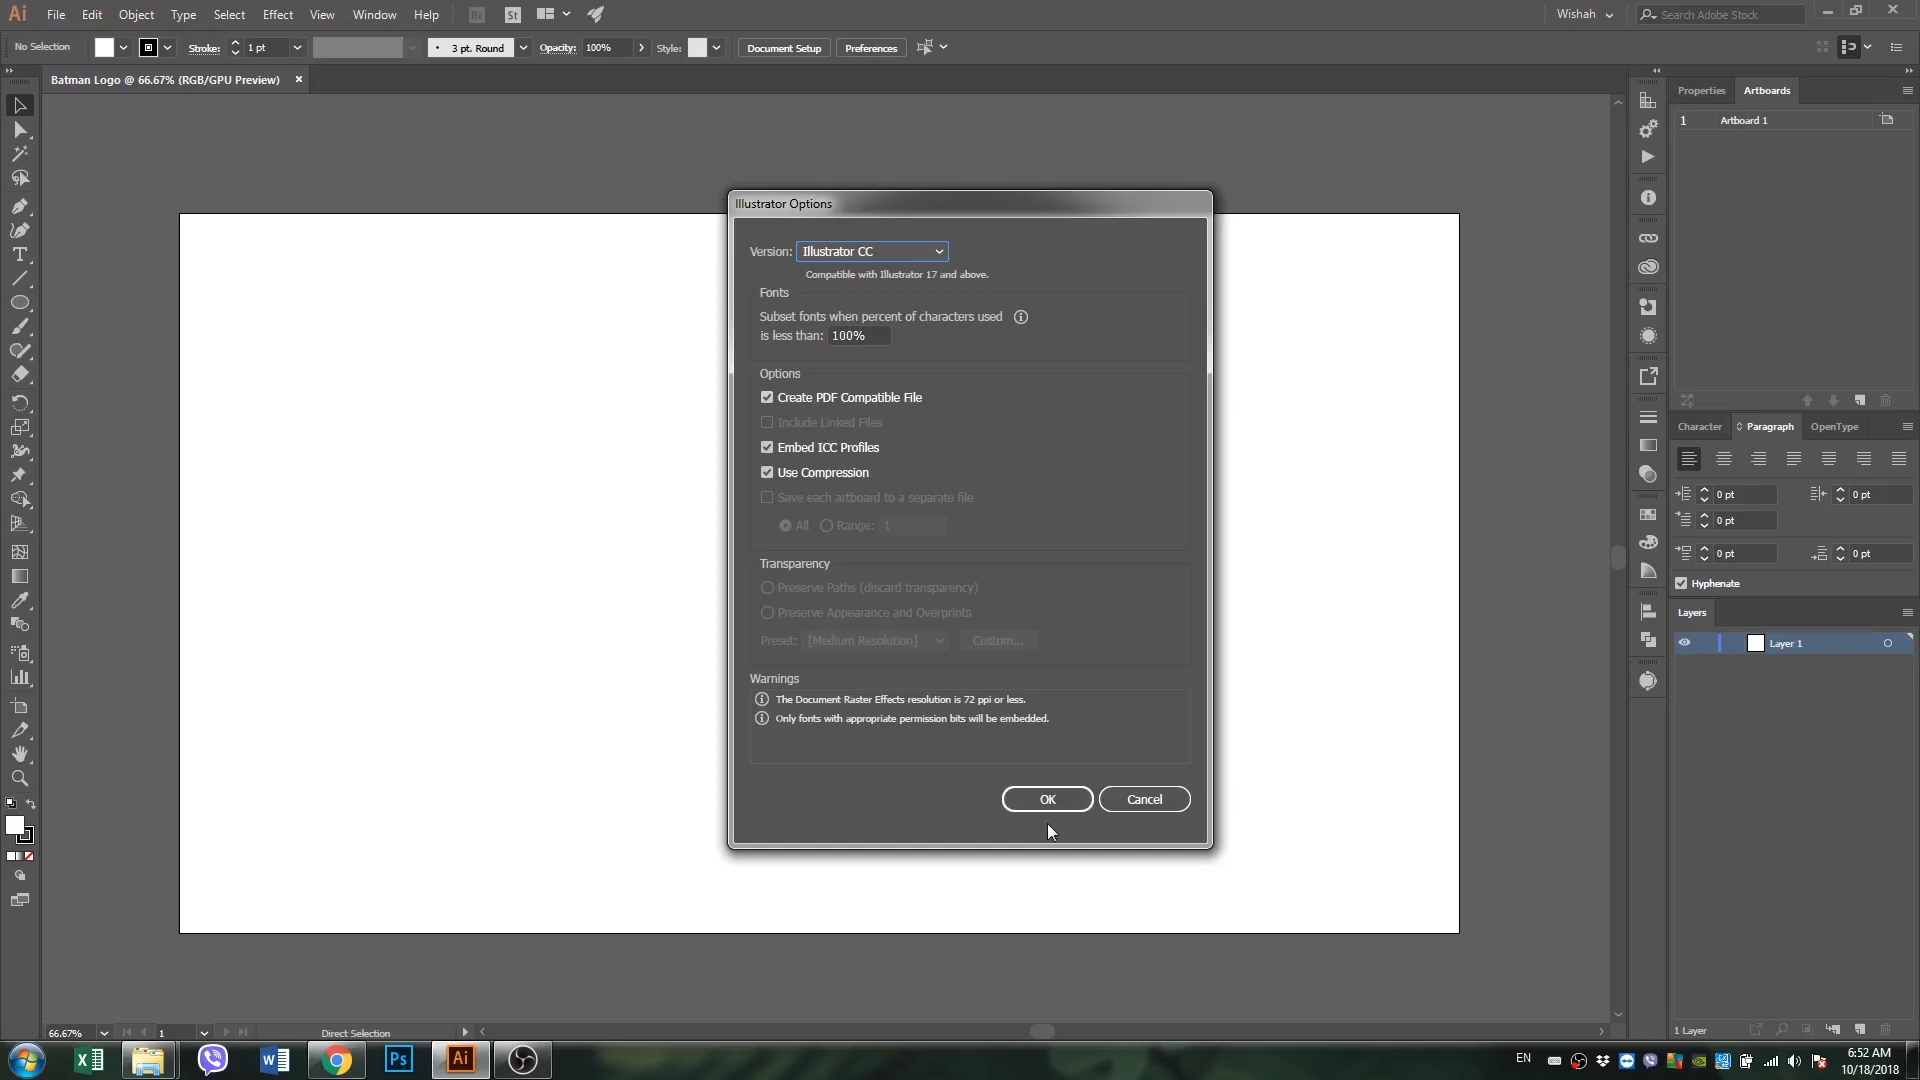 Ai File Edit Object Type Select Effect View Window Help Br St Wishah Search Adobe Stock
No Selection Stroke: 1 pt 3 pt. Round Opacity: 100% Style: Document Setup Preferences
Batman Logo @ 66.67% (RGB/GPU Preview)
Properties Artboards
1 Artboard 1
Illustrator Options
Version: Illustrator CC
Compatible with Illustrator 17 and above.
Fonts
Subset fonts when percent of characters used
is less than: 100%
Options
Create PDF Compatible File
Include Linked Files
Embed ICC Profiles
Use Compression
Save each artboard to a separate file
All Range: 1
Transparency
Preserve Paths (discard transparency)
Preserve Appearance and Overprints
Preset: [Medium Resolution] Custom...
Warnings
The Document Raster Effects resolution is 72 ppi or less.
Only fonts with appropriate permission bits will be embedded.
OK Cancel
Character Paragraph OpenType
0 pt 0 pt
0 pt
0 pt 0 pt
Hyphenate
Layers
Layer 1
1 Layer
66.67% 1 Direct Selection
Ps Ai
EN
6:52 AM
10/18/2018